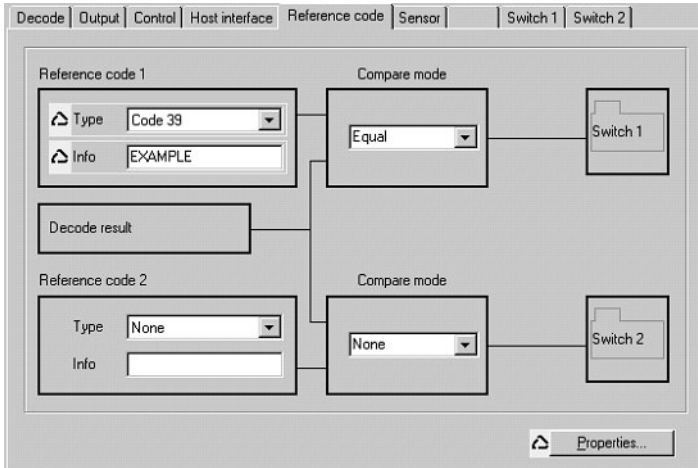 Decode Output Control Host interface Reference code Sensor Switch 1 Switch 2
Reference code 1
Compare mode
Type Code 39
Info EXAMPLE
Equal
Switch 1
Decode result
Reference code 2
Compare mode
Type None
Info
None
Switch 2
Properties...